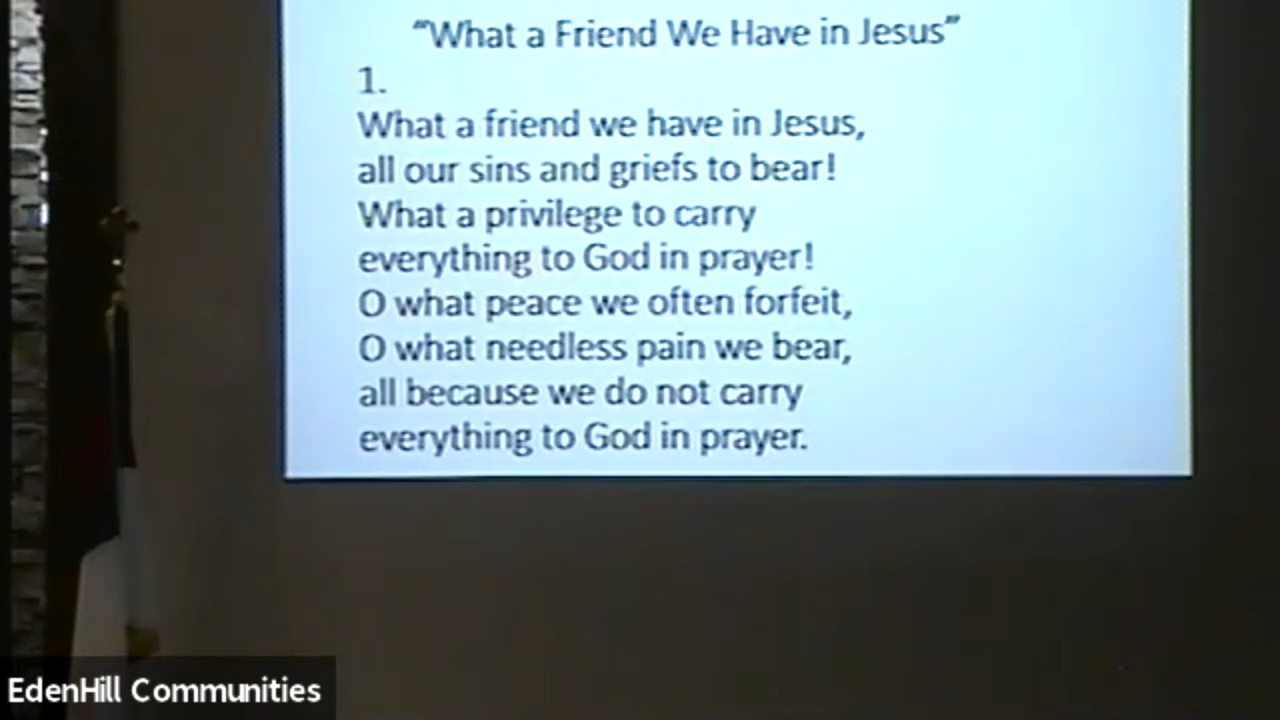 “What a Friend We Have in Jesus”
1.
What a friend we have in Jesus,
all our sins and griefs to bear!
What a privilege to carry
everything to God in prayer!
O what peace we often forfeit,
O what needless pain we bear,
all because we do not carry
everything to God in prayer.
EdenHill Communities